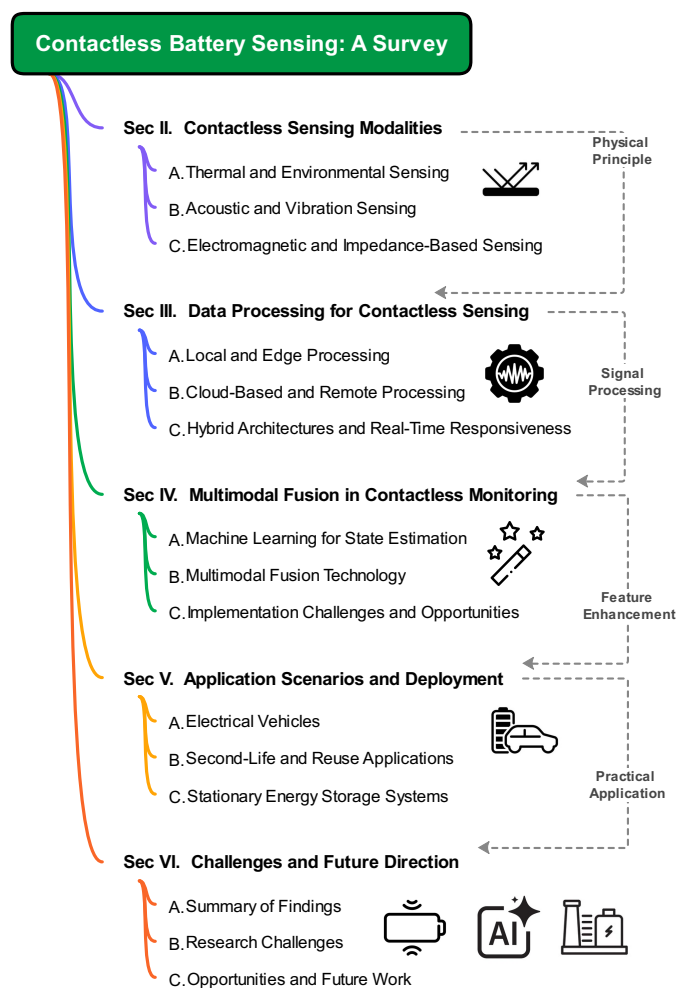 Contactless Battery Sensing: A Survey
Sec II. Contactless Sensing Modalities
Physical
Principle
A. Thermal and Environmental Sensing
B. Acoustic and Vibration Sensing
C. Electromagnetic and Impedance-Based Sensing
Sec III. Data Processing for Contactless Sensing
A. Local and Edge Processing
Signal
Processing
B. Cloud-Based and Remote Processing
C. Hybrid Architectures and Real-Time Responsiveness
Sec IV. Multimodal Fusion in Contactless Monitoring
A. Machine Learning for State Estimation
B. Multimodal Fusion Technology
Feature
Enhancement
C. Implementation Challenges and Opportunities
Sec V. Application Scenarios and Deployment
A. Electrical Vehicles
B. Second-Life and Reuse Applications
Practical
Application
C. Stationary Energy Storage Systems
Sec VI. Challenges and Future Direction
A. Summary of Findings
B. Research Challenges
AI
C. Opportunities and Future Work